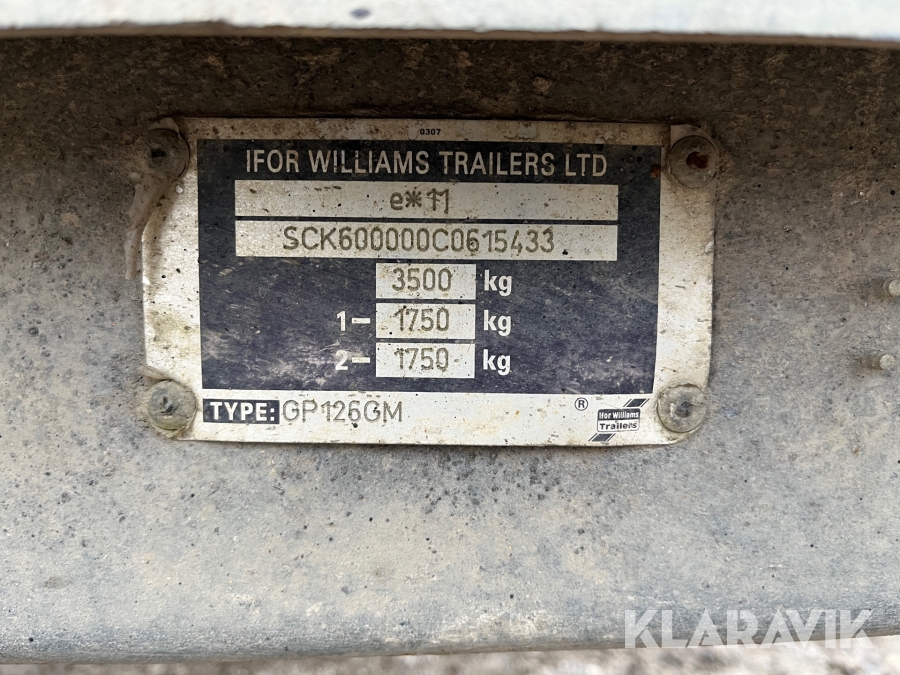 0307
IFOR WILLIAMS TRAILERS LTD
e*11
SCK600000C0615433
3500 kg
1- 1750 kg
2- 1750 kg
TYPE: GP126GM ®
Ifor Williams
Trailers
KLARAVIK